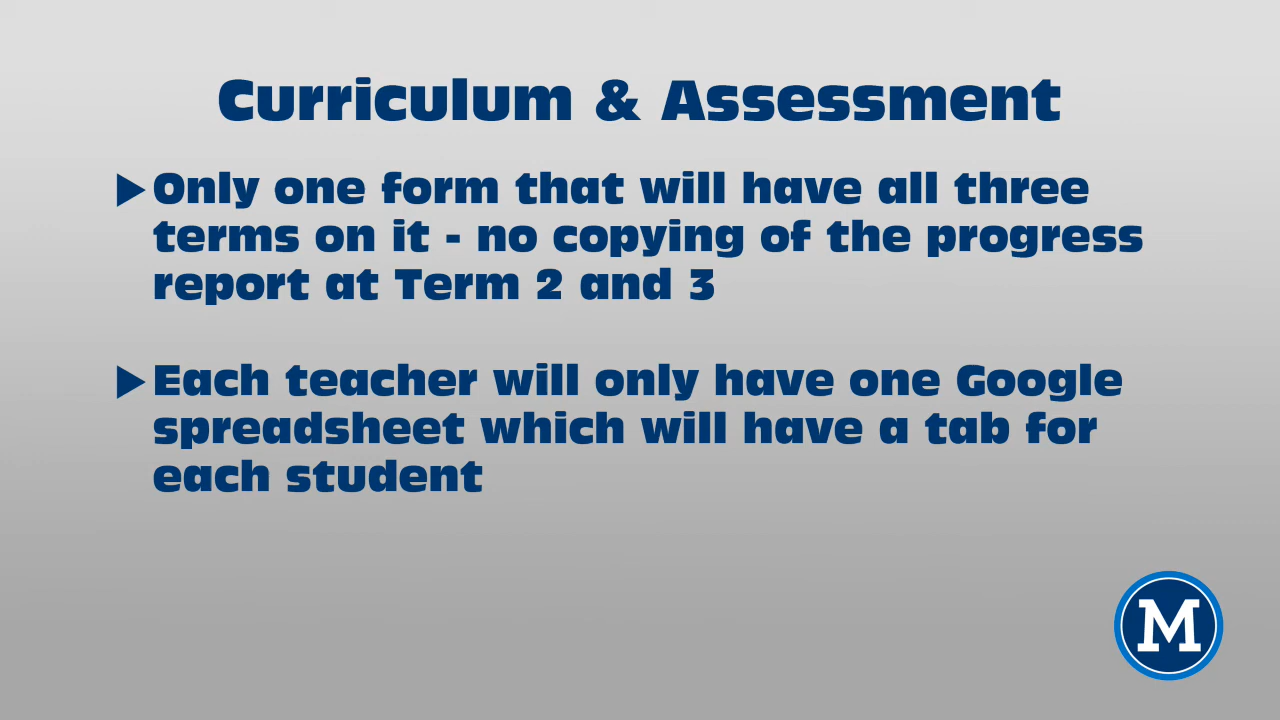 Curriculum & Assessment
Only one form that will have all three
terms on it - no copying of the progress
report at Term 2 and 3
Each teacher will only have one Google
spreadsheet which will have a tab for
each student
M